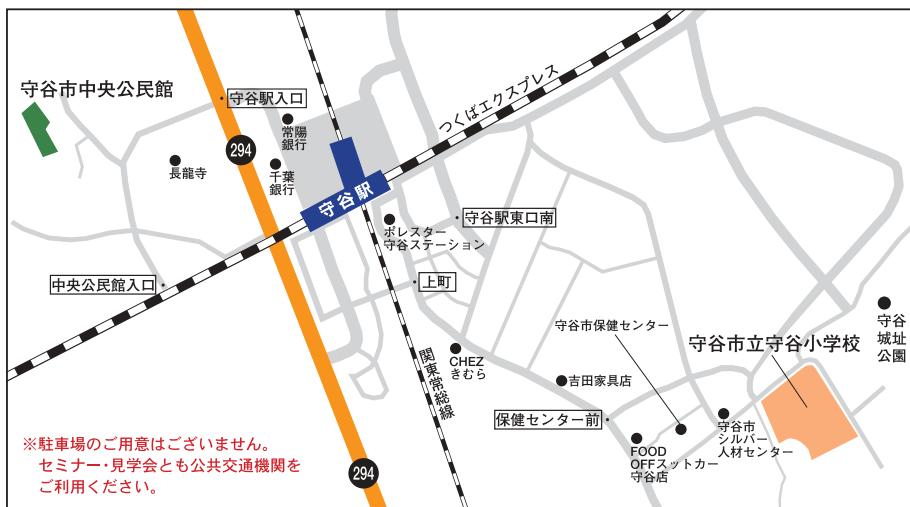 守谷市中央公民館
守谷駅入口
常陽
銀行
294
千葉
銀行
長龍寺
つくばエクスプレス
守谷駅
ポレスター
守谷ステーション
守谷駅東口南
中央公民館入口
上町
守谷市保健センター
守谷
城址
公園
守谷市立守谷小学校
CHEZ
きむら
関東常総線
吉田家具店
保健センター前
守谷市
シルバー
人材センター
FOOD
OFFスットカー
守谷店
294
※駐車場のご用意はございません。
セミナー・見学会とも公共交通機関を
ご利用ください。